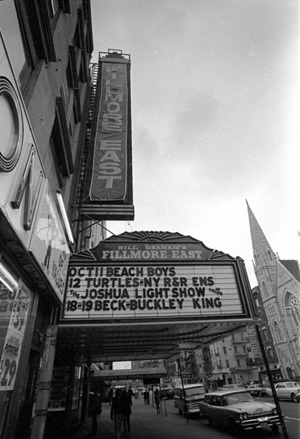 FILLMORE EAST
BILL GRAHAM'S
FILLMORE EAST
OCT 11 BEACH BOYS
12 TURTLES-NY R&R ENS.
THE JOSHUA LIGHT SHOW
18-19 BECK-BUCKLEY KING